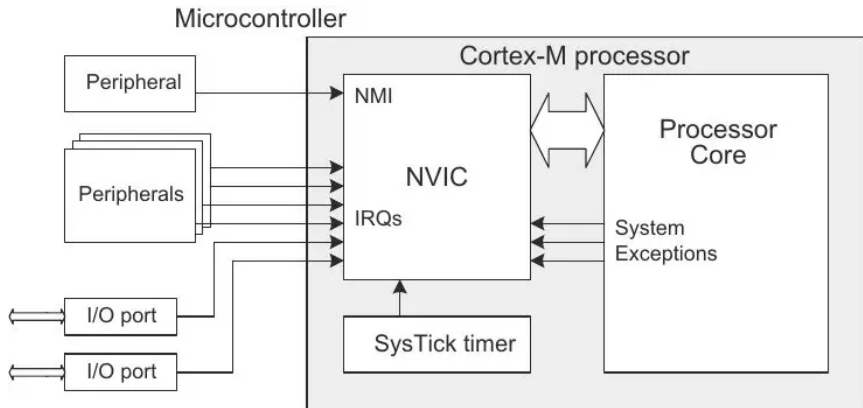 Microcontroller
Cortex-M processor
Peripheral
NMI
Processor
Core
Peripherals
NVIC
IRQs
System
Exceptions
I/O port
SysTick timer
I/O port